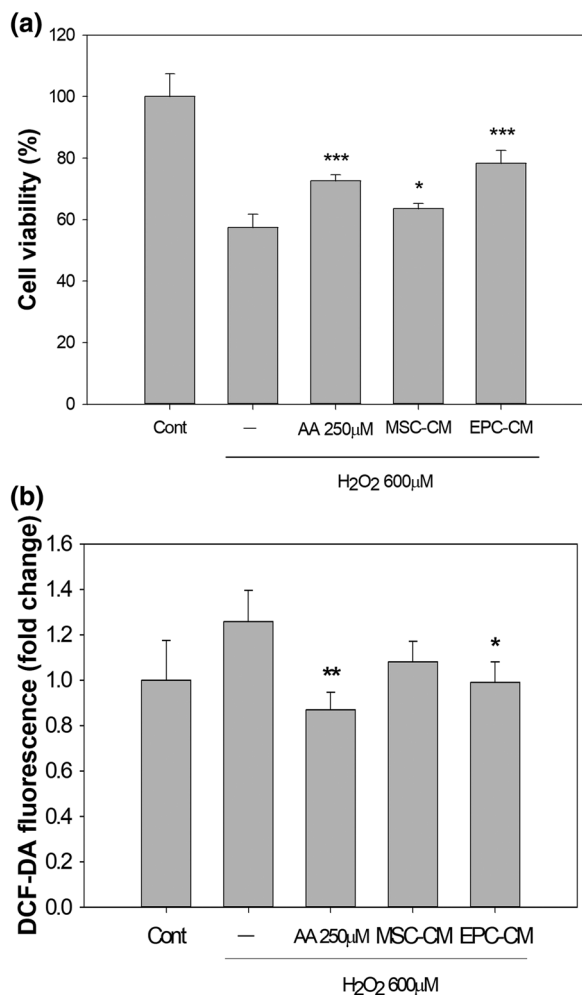 (a)
Cell viability (%)
120
100
80
60
40
20
0
***
*
***
Cont
—
AA 250µM
MSC-CM
EPC-CM
H₂O₂ 600µM
(b)
DCF-DA fluorescence (fold change)
1.6
1.4
1.2
1.0
0.8
0.6
0.4
0.2
0.0
**
*
Cont
—
AA 250µM
MSC-CM
EPC-CM
H₂O₂ 600µM